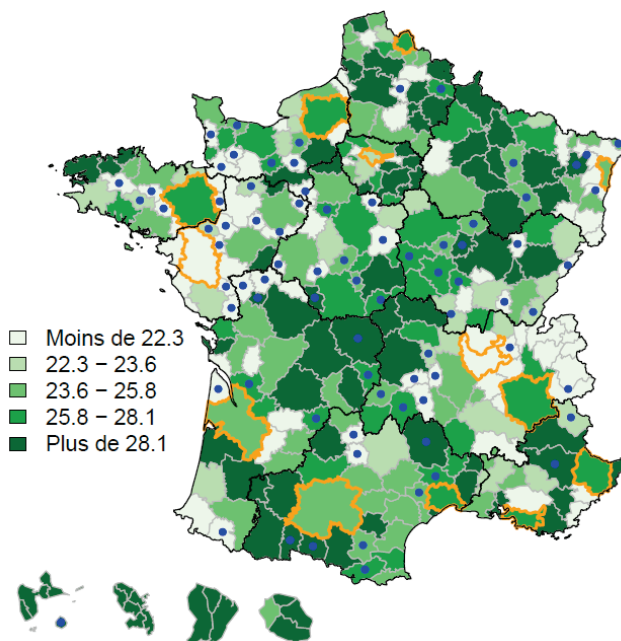 Moins de 22.3
22.3 − 23.6
23.6 − 25.8
25.8 − 28.1
Plus de 28.1